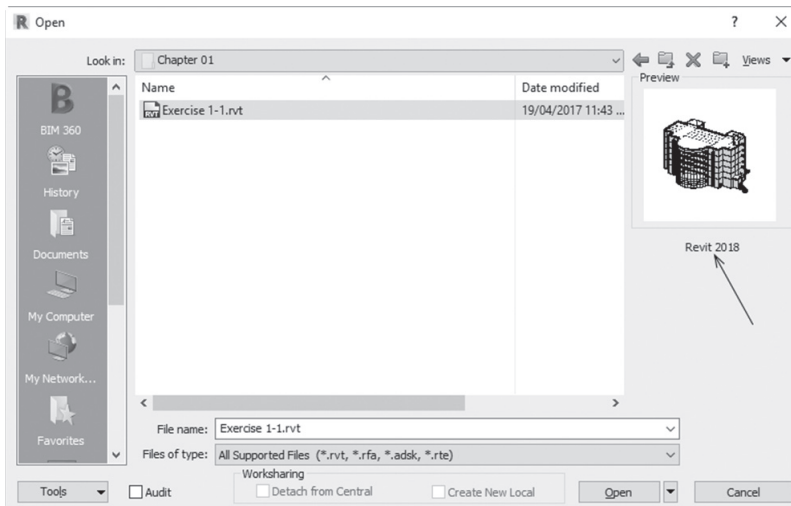 R Open ?
Look in: Chapter 01 Views
Preview
Name Date modified
RVT Exercise 1-1.rvt 19/04/2017 11:43 ...
BIM 360
History
Documents
My Computer
My Network...
Favorites
Revit 2018
File name: Exercise 1-1.rvt
Files of type: All Supported Files (*.rvt, *.rfa, *.adsk, *.rte)
Worksharing
Tools Audit Detach from Central Create New Local Open Cancel